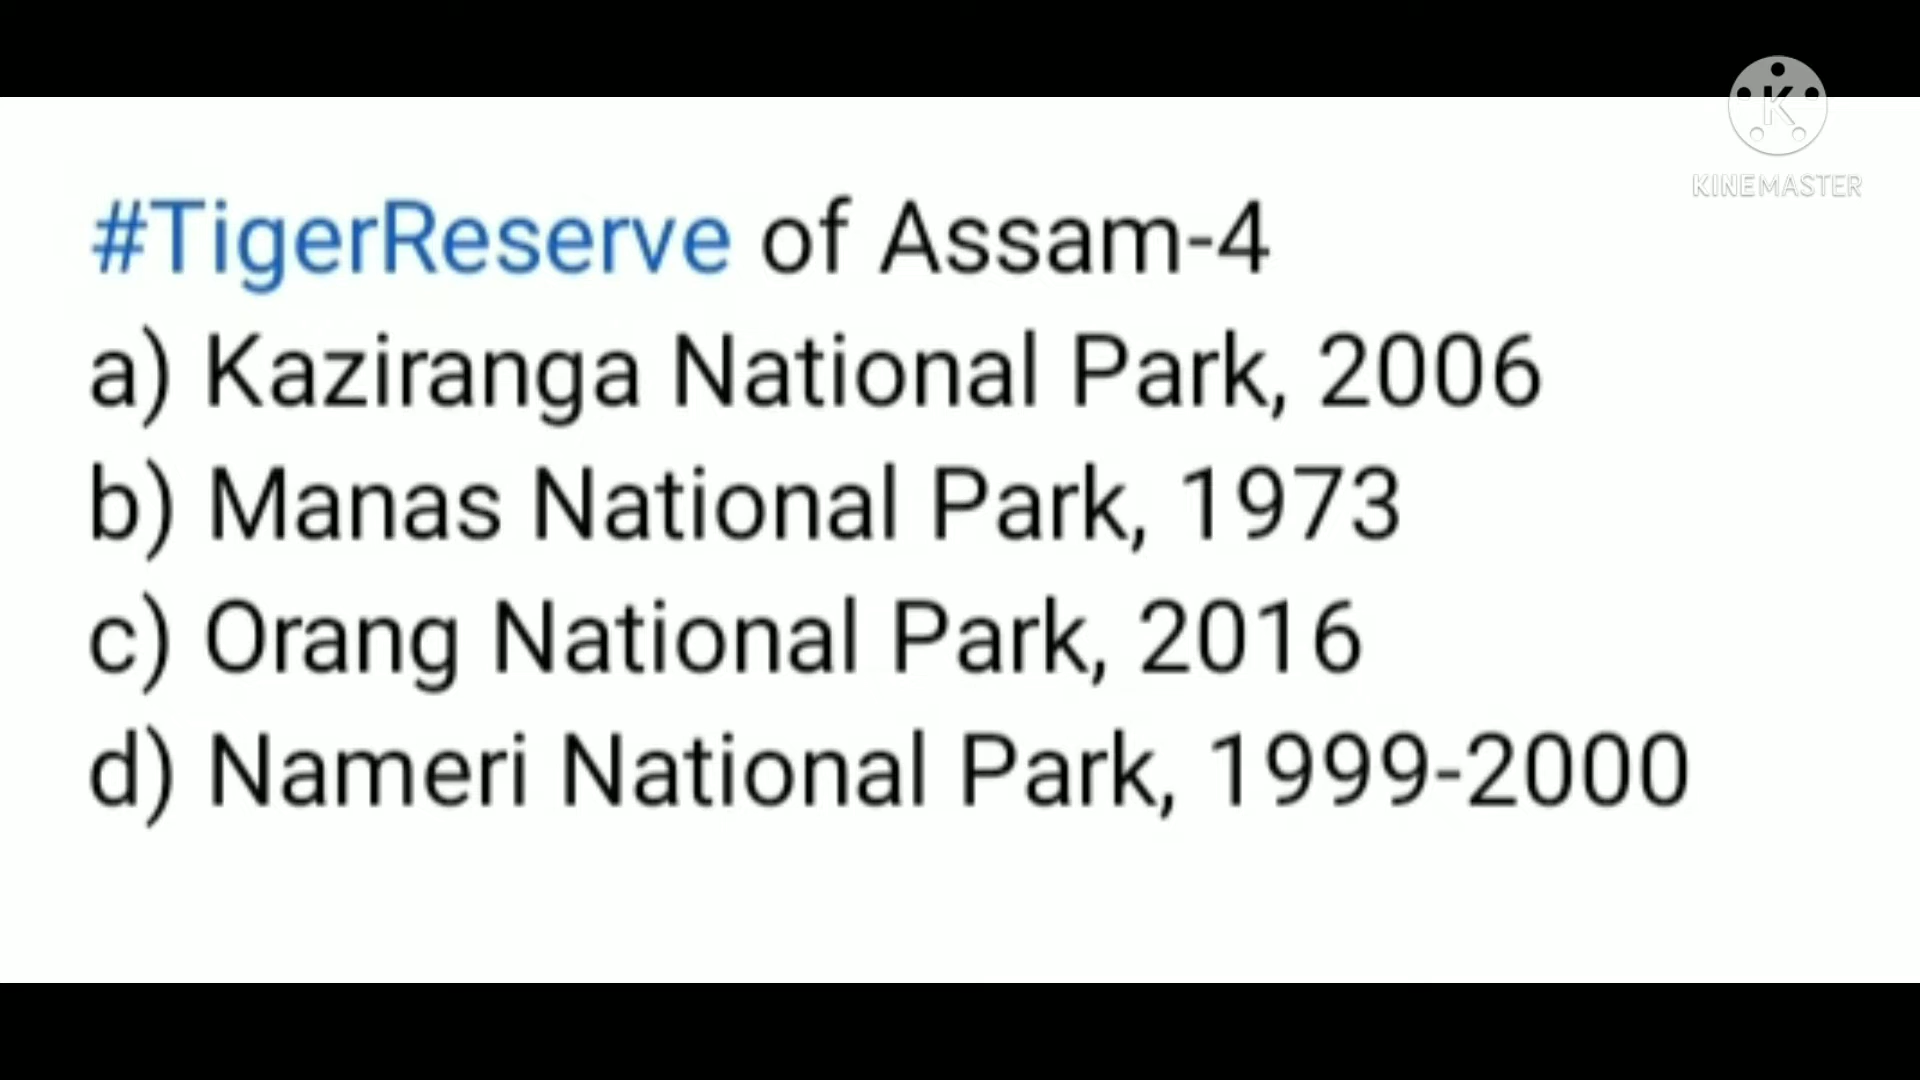 K
KINEMASTER
#TigerReserve of Assam-4
a) Kaziranga National Park, 2006
b) Manas National Park, 1973
c) Orang National Park, 2016
d) Nameri National Park, 1999-2000